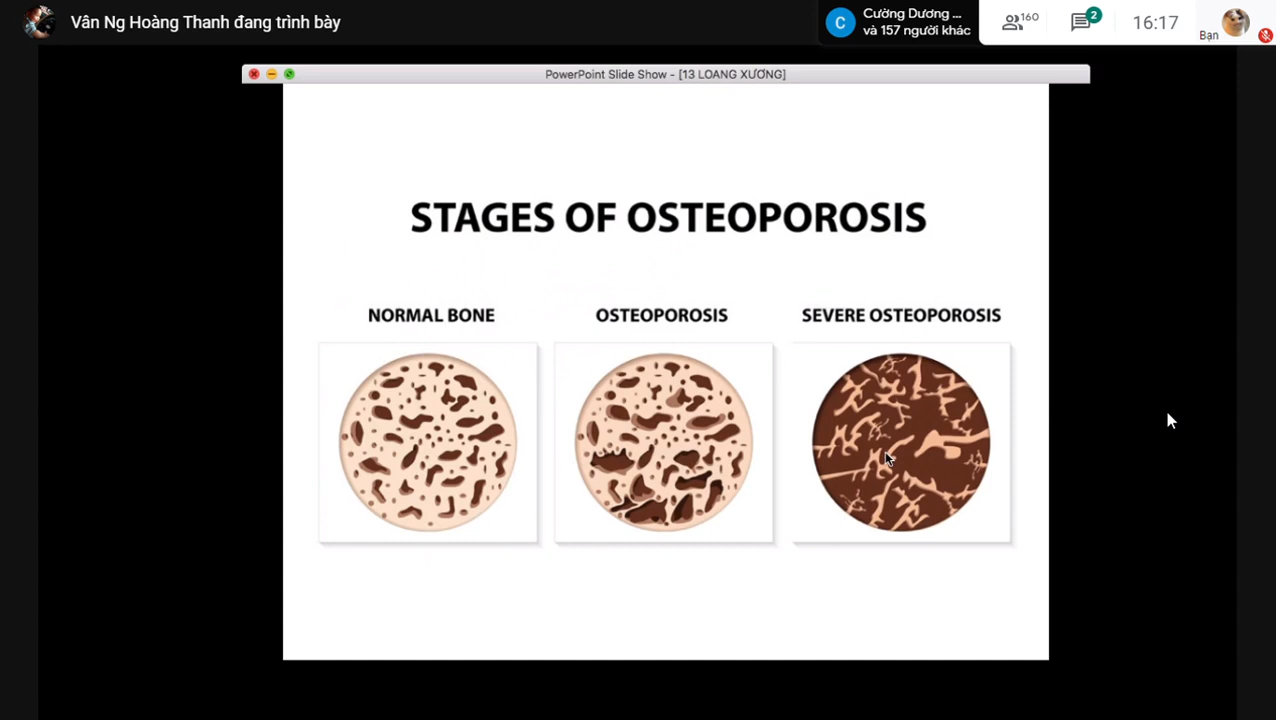 Vân Ng Hoàng Thanh đang trình bày
C
Cường Dương ...
và 157 người khác
160
2
16:17
Bạn
PowerPoint Slide Show - [13 LOANG XƯƠNG]
STAGES OF OSTEOPOROSIS
NORMAL BONE
OSTEOPOROSIS
SEVERE OSTEOPOROSIS